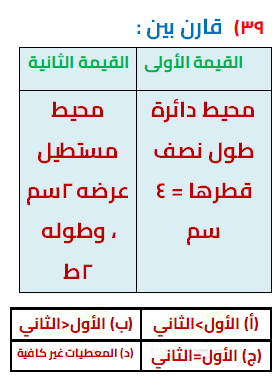 ٣٩) قارن بين :
القيمة الأولى
القيمة الثانية
محيط دائرة
طول نصف
قطرها = ٤
سم
محيط
مستطيل
عرضه ٢سم
، وطوله
٢ط
(أ) الأول>الثاني
(ب) الأول<الثاني
(ج) الأول=الثاني
(د) المعطيات غير كافية